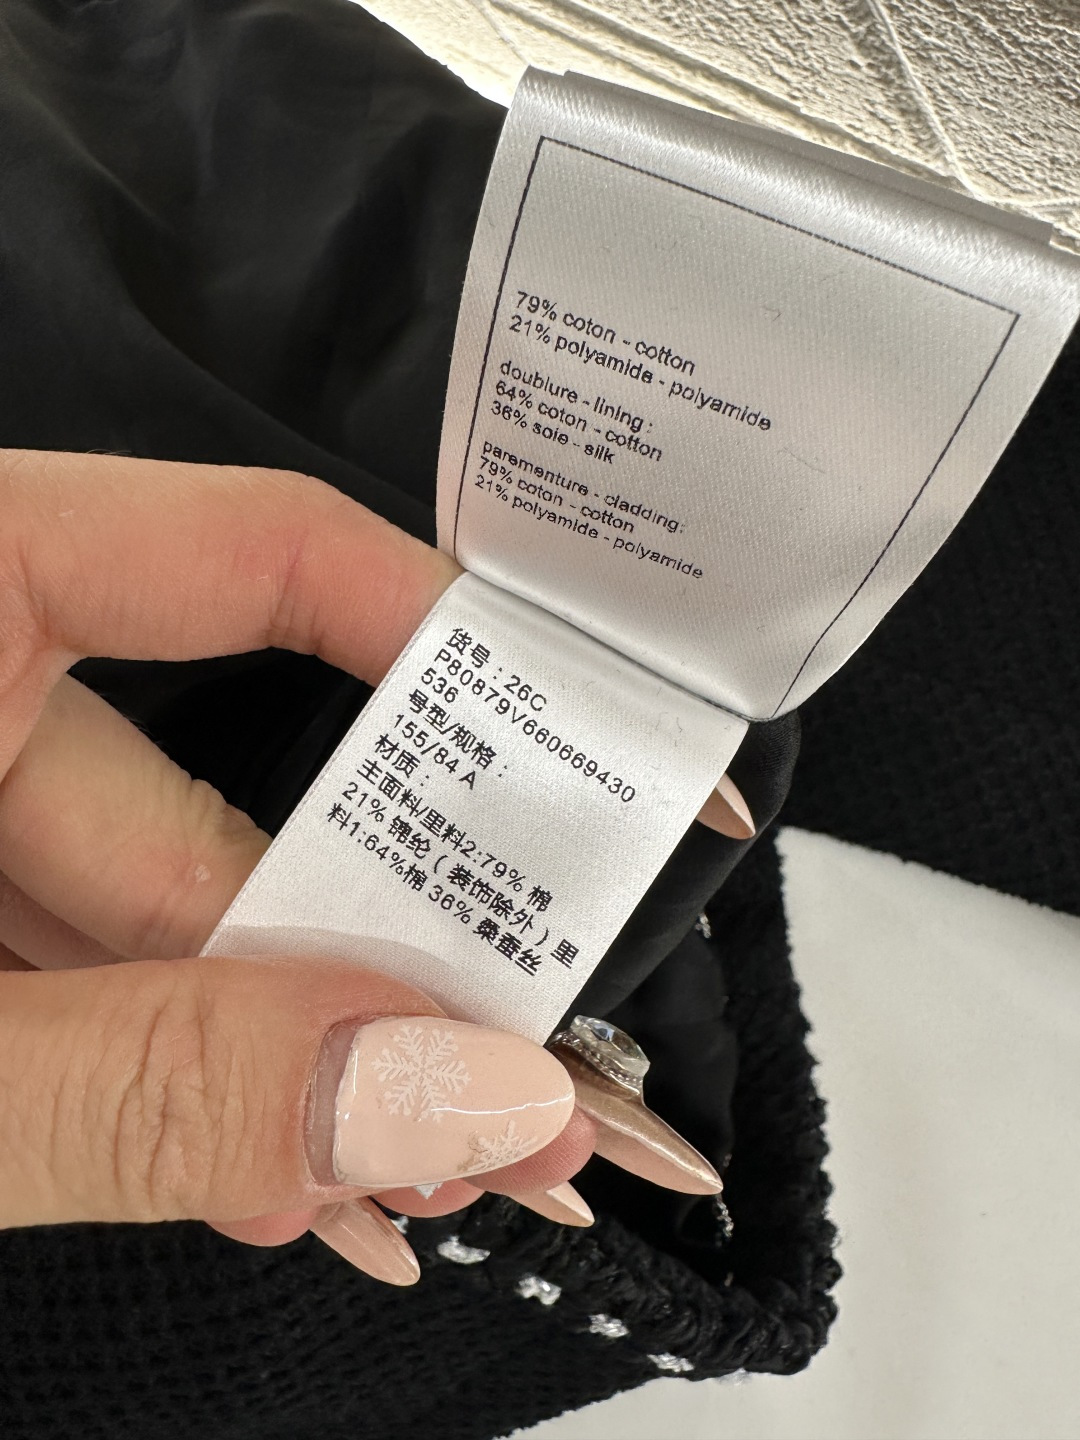 79% coton - cotton
21% polyamide - polyamide
doublure - lining:
64% coton - cotton
36% soie - silk
parementure - cladding:
79% coton - cotton
21% polyamide - polyamide
货号：26C
P80879V660669430
536
号型/规格：
155/84 A
材质：
主面料/里料2:79% 棉
21% 锦纶（装饰除外）里
料1:64%棉 36% 桑蚕丝